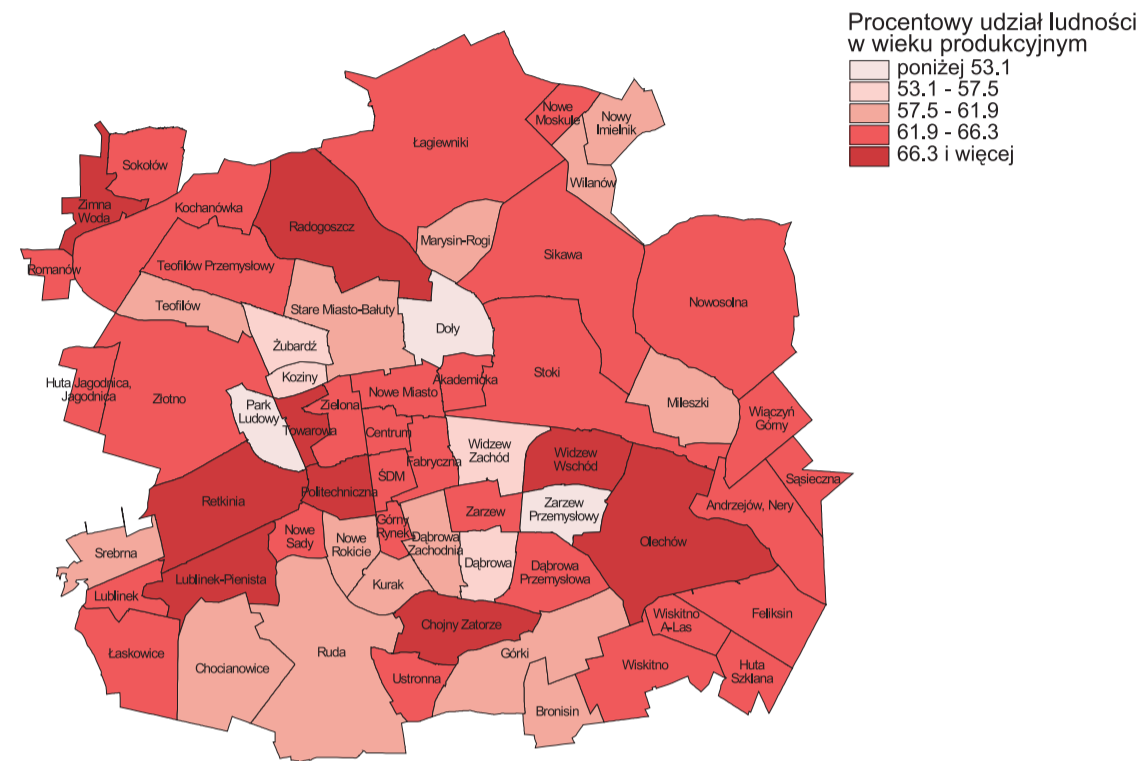 Procentowy udział ludności
w wieku produkcyjnym
poniżej 53.1
53.1 - 57.5
57.5 - 61.9
61.9 - 66.3
66.3 i więcej
Nowe
Moskule
Nowy
Imielnik
Łagiewniki
Sokołów
Wilanów
Zimna
Woda
Kochanówka
Radogoszcz
Marysin-Rogi
Sikawa
Romanów
Teofilów Przemysłowy
Nowosolna
Teofilów
Stare Miasto-Bałuty
Doły
Żubardź
Koziny
Stoki
Akademicka
Huta Jagodnica,
Jagodnica
Złotno
Nowe Miasto
Park
Ludowy
Zielona
Mileszki
Wiączyń
Górny
Towarowa
Centrum
Widzew
Zachód
Widzew
Wschód
Fabryczna
ŚDM
Sąsieczna
Retkinia
Politechniczna
Andrzejów, Nery
Zarzew
Zarzew
Przemysłowy
Górny
Rynek
Nowe
Sady
Nowe
Rokicie
Dąbrowa
Zachodnia
Olechów
Srebrna
Dąbrowa
Dąbrowa
Przemysłowa
Lublinek-Pienista
Kurak
Lublinek
Chojny Zatorze
Wiskitno
A-Las
Feliksin
Łaskowice
Chocianowice
Ruda
Górki
Wiskitno
Huta
Szklana
Ustronna
Bronisin